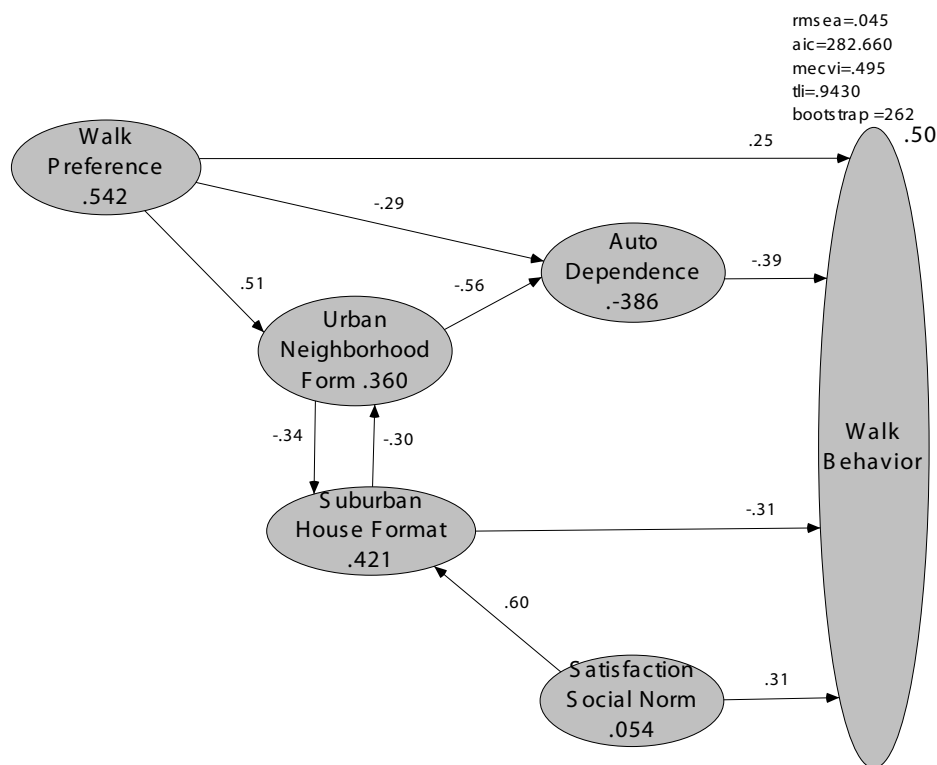 rmsea=.045
aic=282.660
mecvi=.495
tli=.9430
bootstrap =262
.50
Walk
Preference
.542
.25
-.29
Auto
Dependence
.-386
-.39
.51
-.56
Urban
Neighborhood
Form .360
-.34
-.30
Walk
Behavior
Suburban
House Format
.421
-.31
.60
Satisfaction
Social Norm
.054
.31